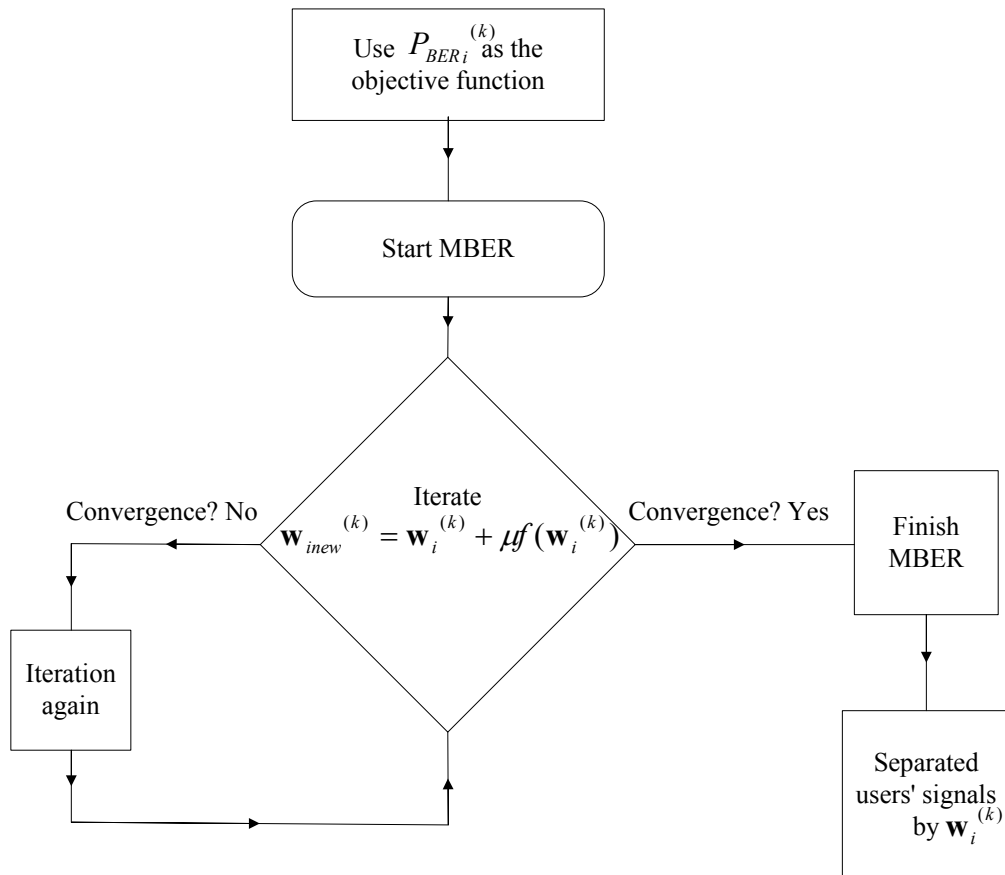 Use P_{BERi}^{(k)} as the
objective function
Start MBER
Iterate
w_{inew}^{(k)} = w_i^{(k)} + μf(w_i^{(k)})
Convergence? No
Convergence? Yes
Iteration
again
Finish
MBER
Separated
users' signals
by w_i^{(k)}